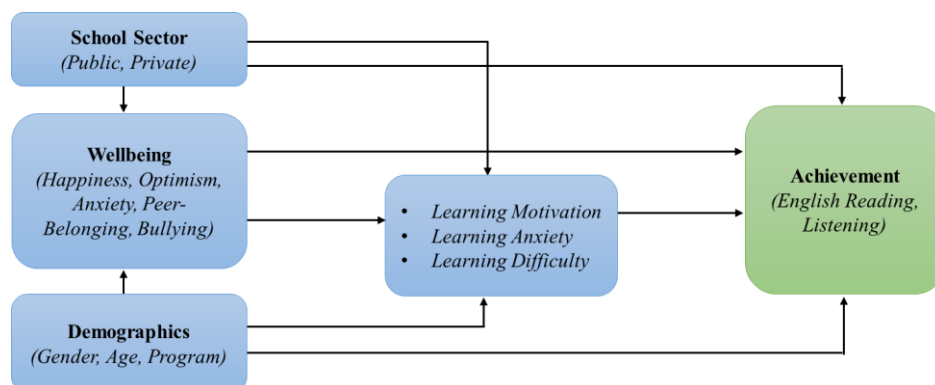 School Sector
(Public, Private)
Wellbeing
(Happiness, Optimism,
Anxiety, Peer-
Belonging, Bullying)
Demographics
(Gender, Age, Program)
• Learning Motivation
• Learning Anxiety
• Learning Difficulty
Achievement
(English Reading,
Listening)